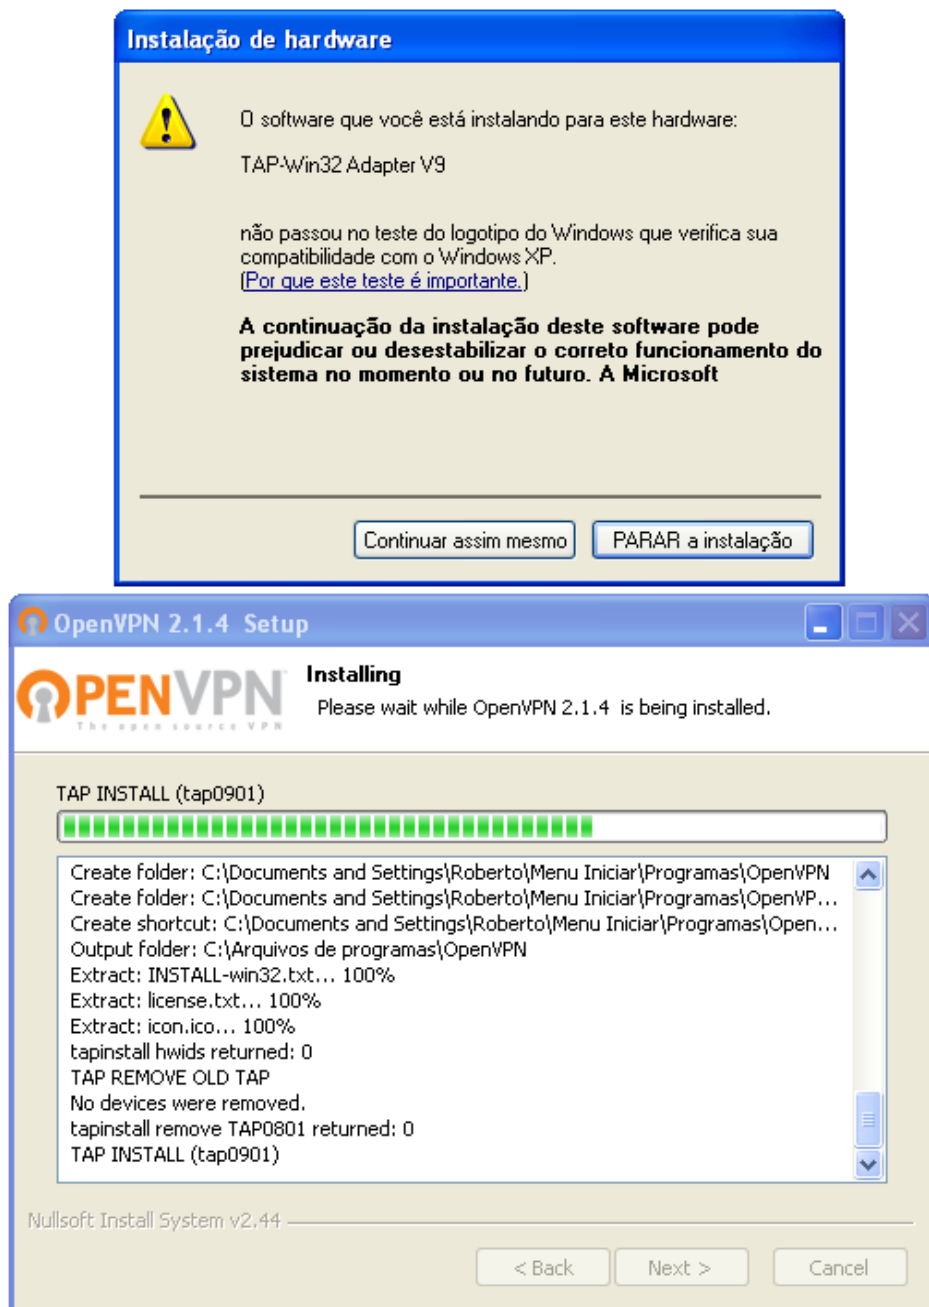 Instalação de hardware
O software que você está instalando para este hardware:
TAP-Win32 Adapter V9
não passou no teste do logotipo do Windows que verifica sua
compatibilidade com o Windows XP.
(Por que este teste é importante.)
A continuação da instalação deste software pode
prejudicar ou desestabilizar o correto funcionamento do
sistema no momento ou no futuro. A Microsoft
Continuar assim mesmo
PARAR a instalação
OpenVPN 2.1.4 Setup
OPENVPN
The open source VPN
Installing
Please wait while OpenVPN 2.1.4 is being installed.
TAP INSTALL (tap0901)
Create folder: C:\Documents and Settings\Roberto\Menu Iniciar\Programas\OpenVPN
Create folder: C:\Documents and Settings\Roberto\Menu Iniciar\Programas\OpenVP...
Create shortcut: C:\Documents and Settings\Roberto\Menu Iniciar\Programas\Open...
Output folder: C:\Arquivos de programas\OpenVPN
Extract: INSTALL-win32.txt... 100%
Extract: license.txt... 100%
Extract: icon.ico... 100%
tapinstall hwids returned: 0
TAP REMOVE OLD TAP
No devices were removed.
tapinstall remove TAP0801 returned: 0
TAP INSTALL (tap0901)
Nullsoft Install System v2.44
< Back
Next >
Cancel